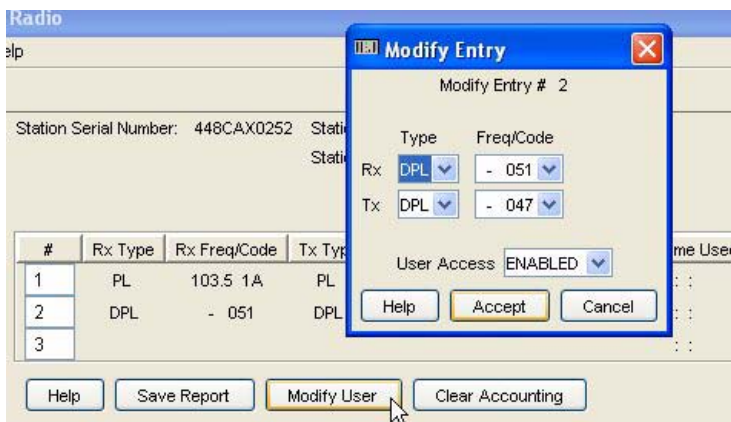 Radio
elp
Station Serial Number: 448CAX0252 Stati
Stati
# Rx Type Rx Freq/Code Tx Typ me Used
1 PL 103.5 1A PL : :
2 DPL - 051 DPL : :
3 : :
Help Save Report Modify User Clear Accounting
Modify Entry
Modify Entry # 2
Type Freq/Code
Rx DPL - 051
Tx DPL - 047
User Access ENABLED
Help Accept Cancel